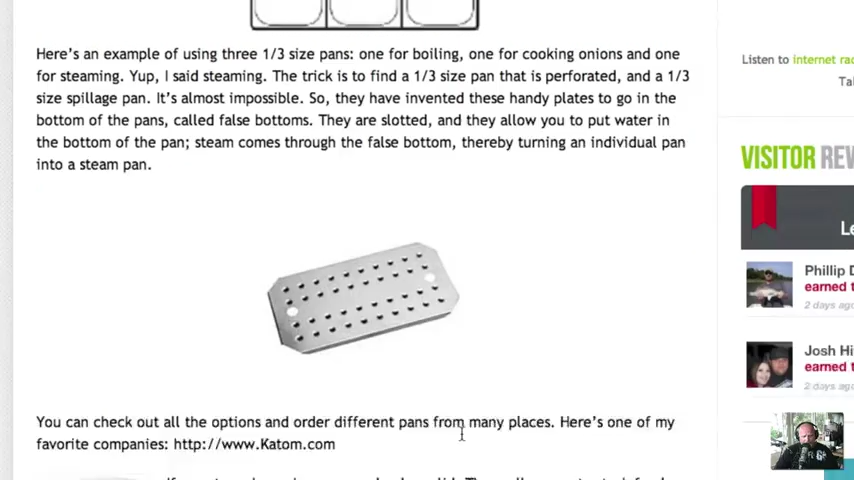 Here's an example of using three 1/3 size pans: one for boiling, one for cooking onions and one
for steaming. Yup, I said steaming. The trick is to find a 1/3 size pan that is perforated, and a 1/3
size spillage pan. It's almost impossible. So, they have invented these handy plates to go in the
bottom of the pans, called false bottoms. They are slotted, and they allow you to put water in
the bottom of the pan; steam comes through the false bottom, thereby turning an individual pan
into a steam pan.
You can check out all the options and order different pans from many places. Here's one of my
favorite companies: http://www.Katom.com
Listen to internet rad
Tal
VISITOR REV
Le
Phillip D
earned t
2 days ago
Josh Hi
earned t
2 days ago